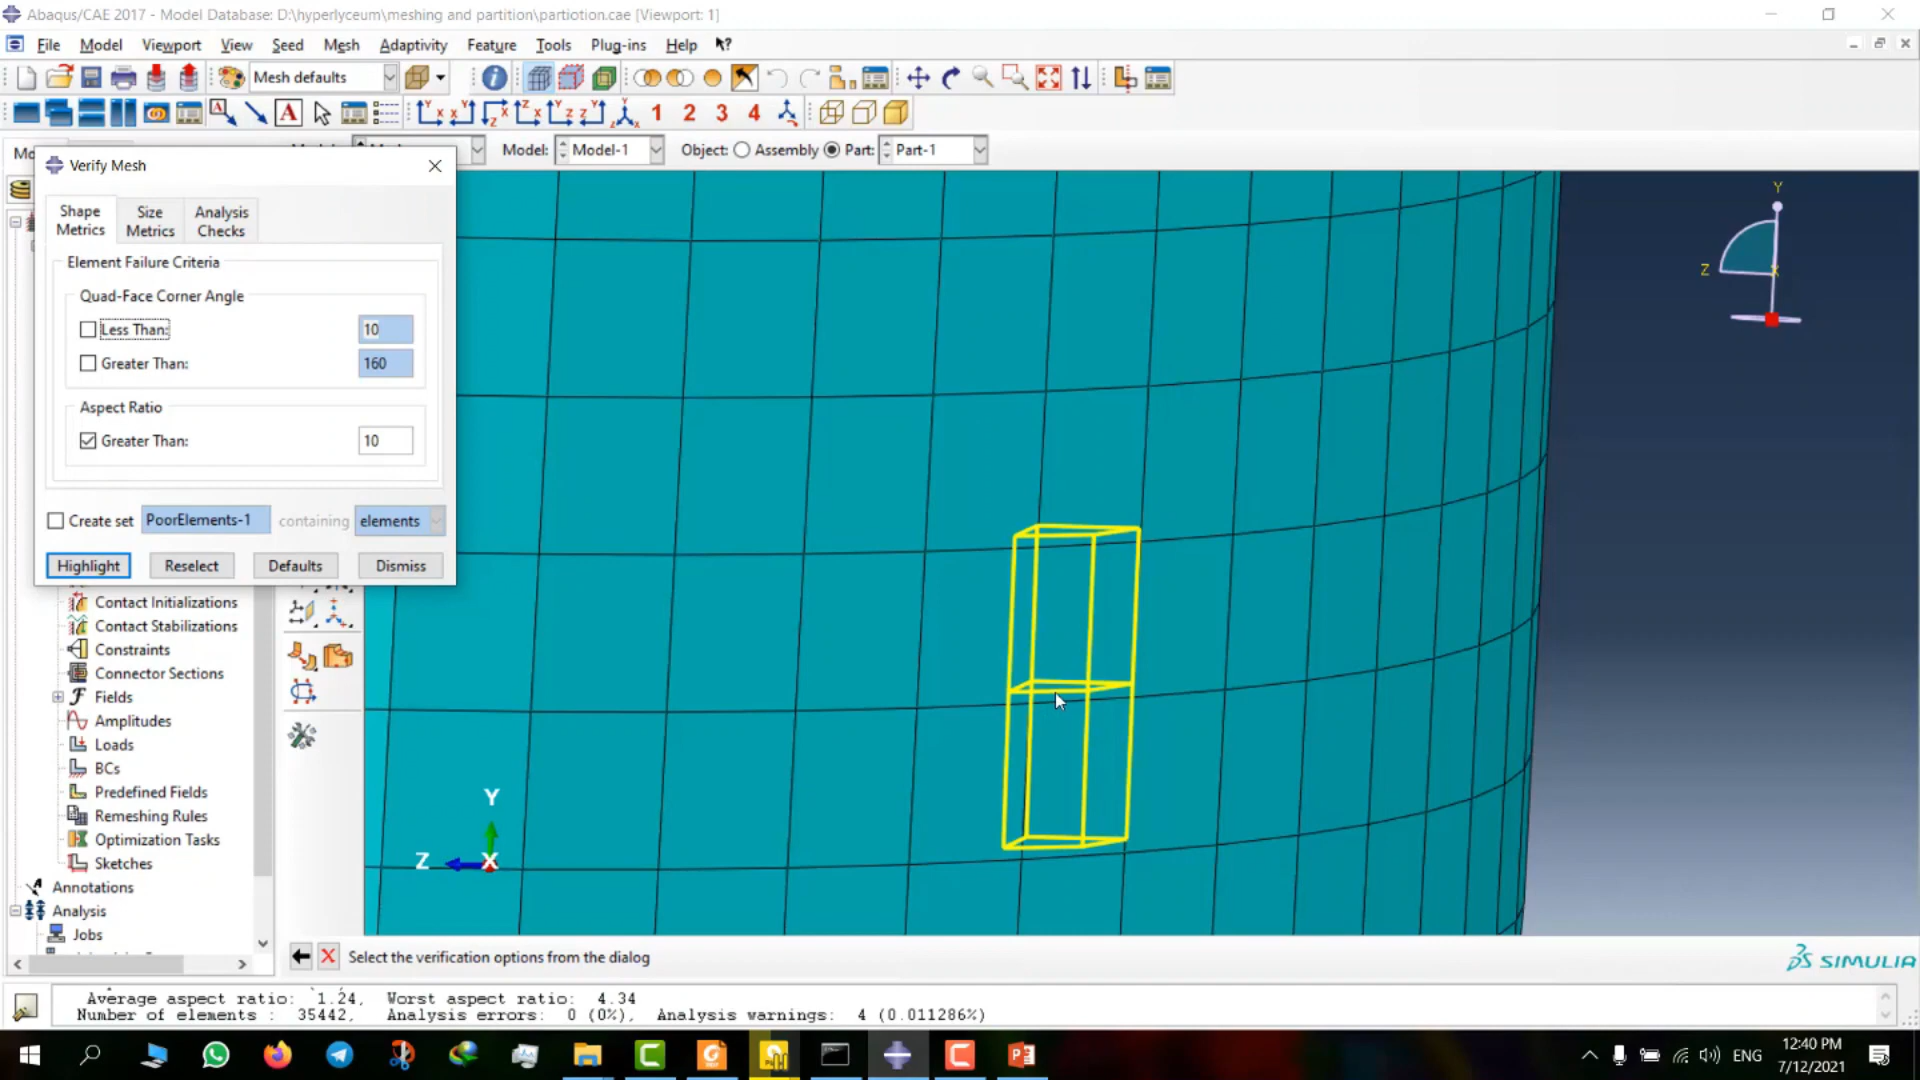 Abaqus/CAE 2017 - Model Database: D:\hyperlyceum\meshing and partition\partiotion.cae [Viewport: 1]
File Model Viewport View Seed Mesh Adaptivity Feature Tools Plug-ins Help
Mesh defaults
1 2 3 4
Model: Model-1 Object: Assembly Part: Part-1
Verify Mesh
Shape Metrics
Size Metrics
Analysis Checks
Element Failure Criteria
Quad-Face Corner Angle
Less Than: 10
Greater Than: 160
Aspect Ratio
Greater Than: 10
Create set PoorElements-1 containing elements
Highlight Reselect Defaults Dismiss
Contact Initializations
Contact Stabilizations
Constraints
Connector Sections
Fields
Amplitudes
Loads
BCs
Predefined Fields
Remeshing Rules
Optimization Tasks
Sketches
Annotations
Analysis
Jobs
Y
Z X
Y
Z X
Select the verification options from the dialog
SIMULIA
Average aspect ratio: 1.24, Worst aspect ratio: 4.34
Number of elements : 35442, Analysis errors: 0 (0%), Analysis warnings: 4 (0.011286%)
ENG
12:40 PM
7/12/2021